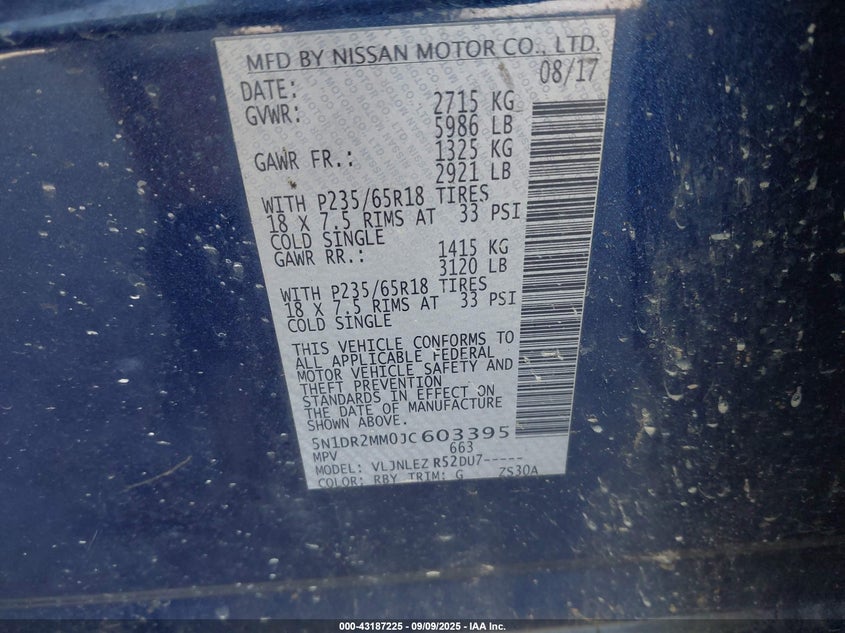 MFD BY NISSAN MOTOR CO., LTD.
DATE: 08/17
GVWR: 2715 KG
5986 LB
GAWR FR.: 1325 KG
2921 LB
WITH P235/65R18 TIRES
18 X 7.5 RIMS AT 33 PSI
COLD SINGLE
GAWR RR.: 1415 KG
3120 LB
WITH P235/65R18 TIRES
18 X 7.5 RIMS AT 33 PSI
COLD SINGLE
THIS VEHICLE CONFORMS TO
ALL APPLICABLE FEDERAL
MOTOR VEHICLE SAFETY AND
THEFT PREVENTION
STANDARDS IN EFFECT ON
THE DATE OF MANUFACTURE
SHOWN ABOVE.
5N1DR2MM0JC603395
MPV 663
MODEL: VLJNLEZ R52DU7-----
COLOR: RBY TRIM: G ZS30A
000-43187225 - 09/09/2025 - IAA Inc.